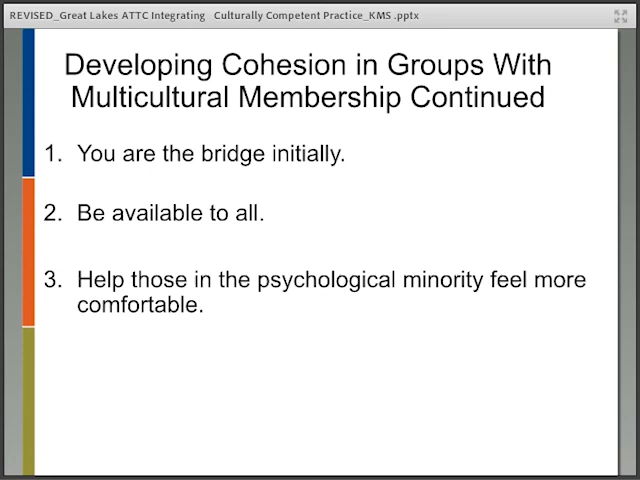 REVISED_Great Lakes ATTC Integrating Culturally Competent Practice_KMS .pptx
Developing Cohesion in Groups With
Multicultural Membership Continued
1. You are the bridge initially.
2. Be available to all.
3. Help those in the psychological minority feel more
comfortable.